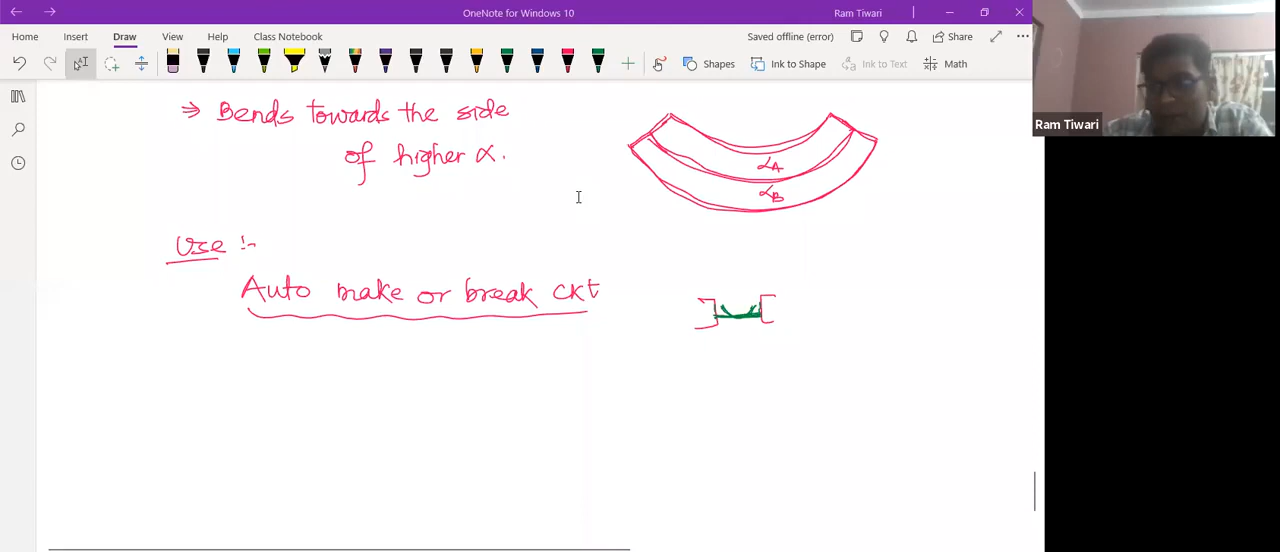 OneNote for Windows 10
Ram Tiwari
Home Insert Draw View Help Class Notebook
Saved offline (error) Share
Shapes Ink to Shape Ink to Text Math
⇒ Bends towards the side
of higher α.
α_A
α_B
Use :-
Auto make or break ckt
Ram Tiwari